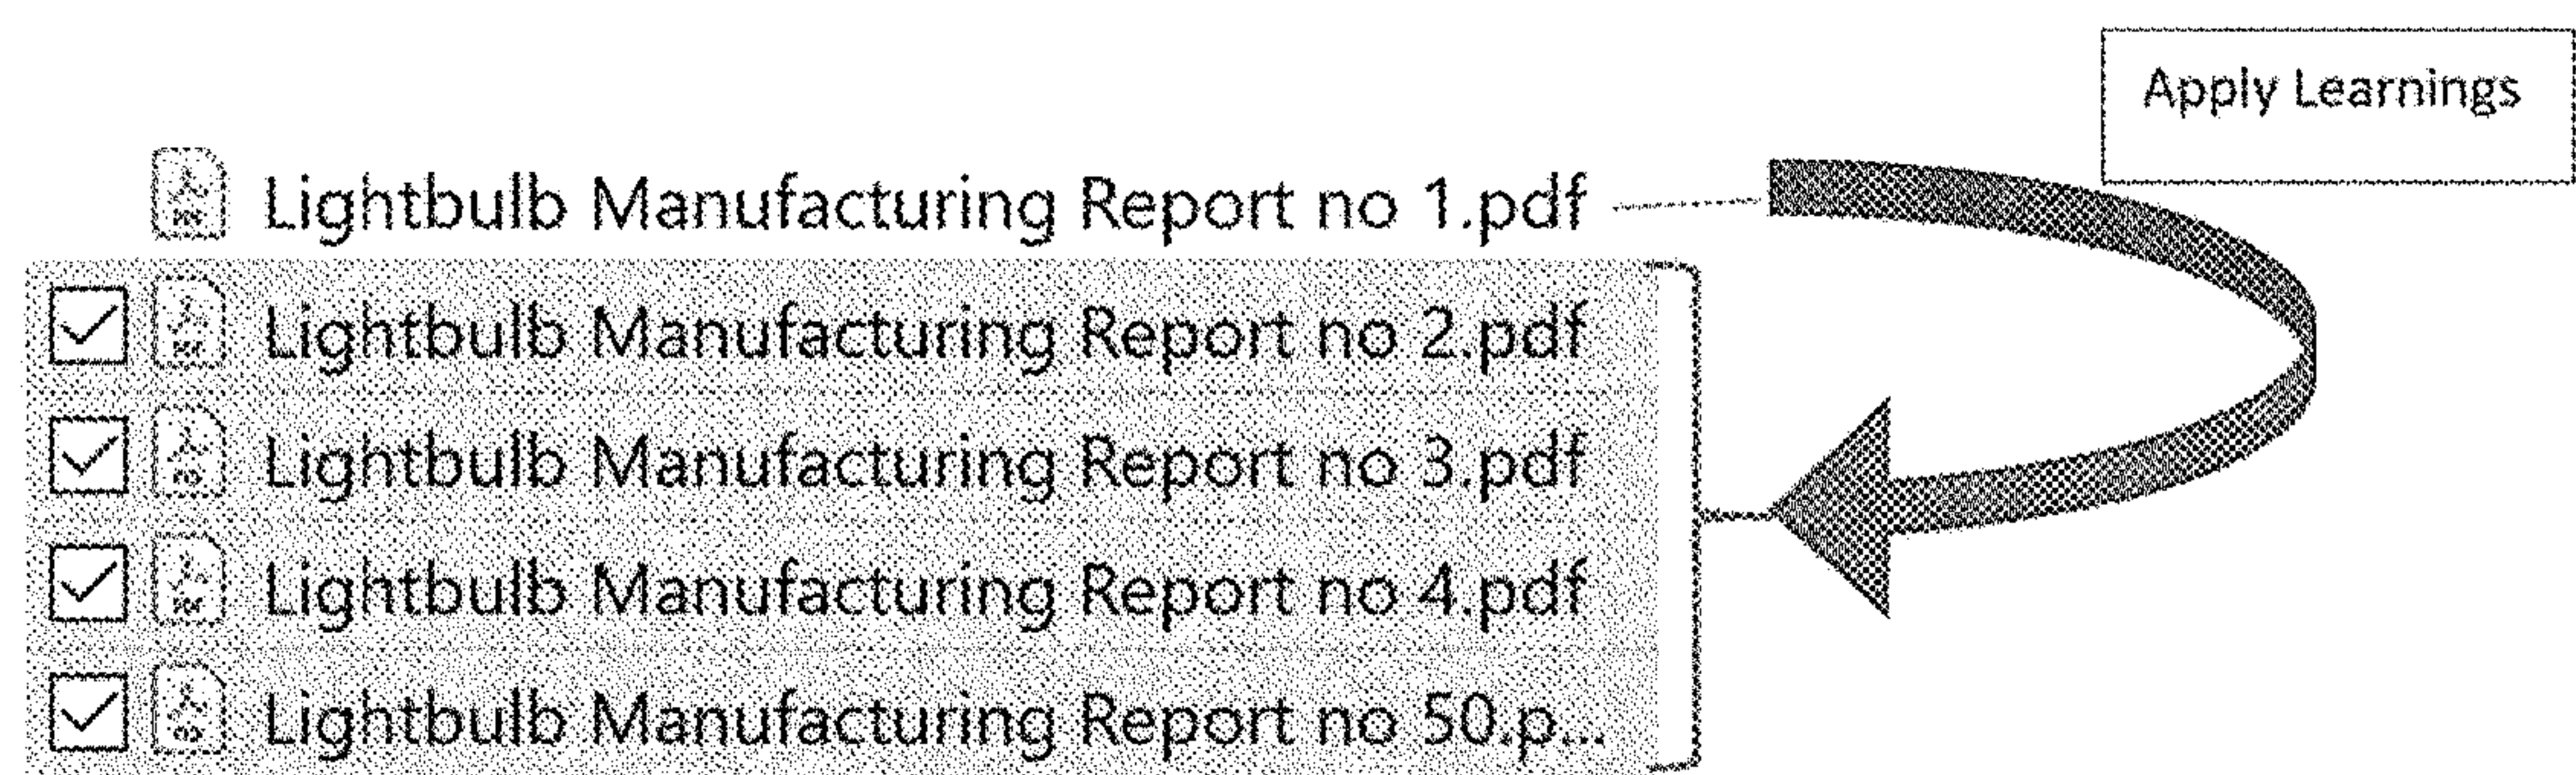 Apply Learnings
Lightbulb Manufacturing Report no 1.pdf
Lightbulb Manufacturing Report no 2.pdf
Lightbulb Manufacturing Report no 3.pdf
Lightbulb Manufacturing Report no 4.pdf
Lightbulb Manufacturing Report no 50.p...